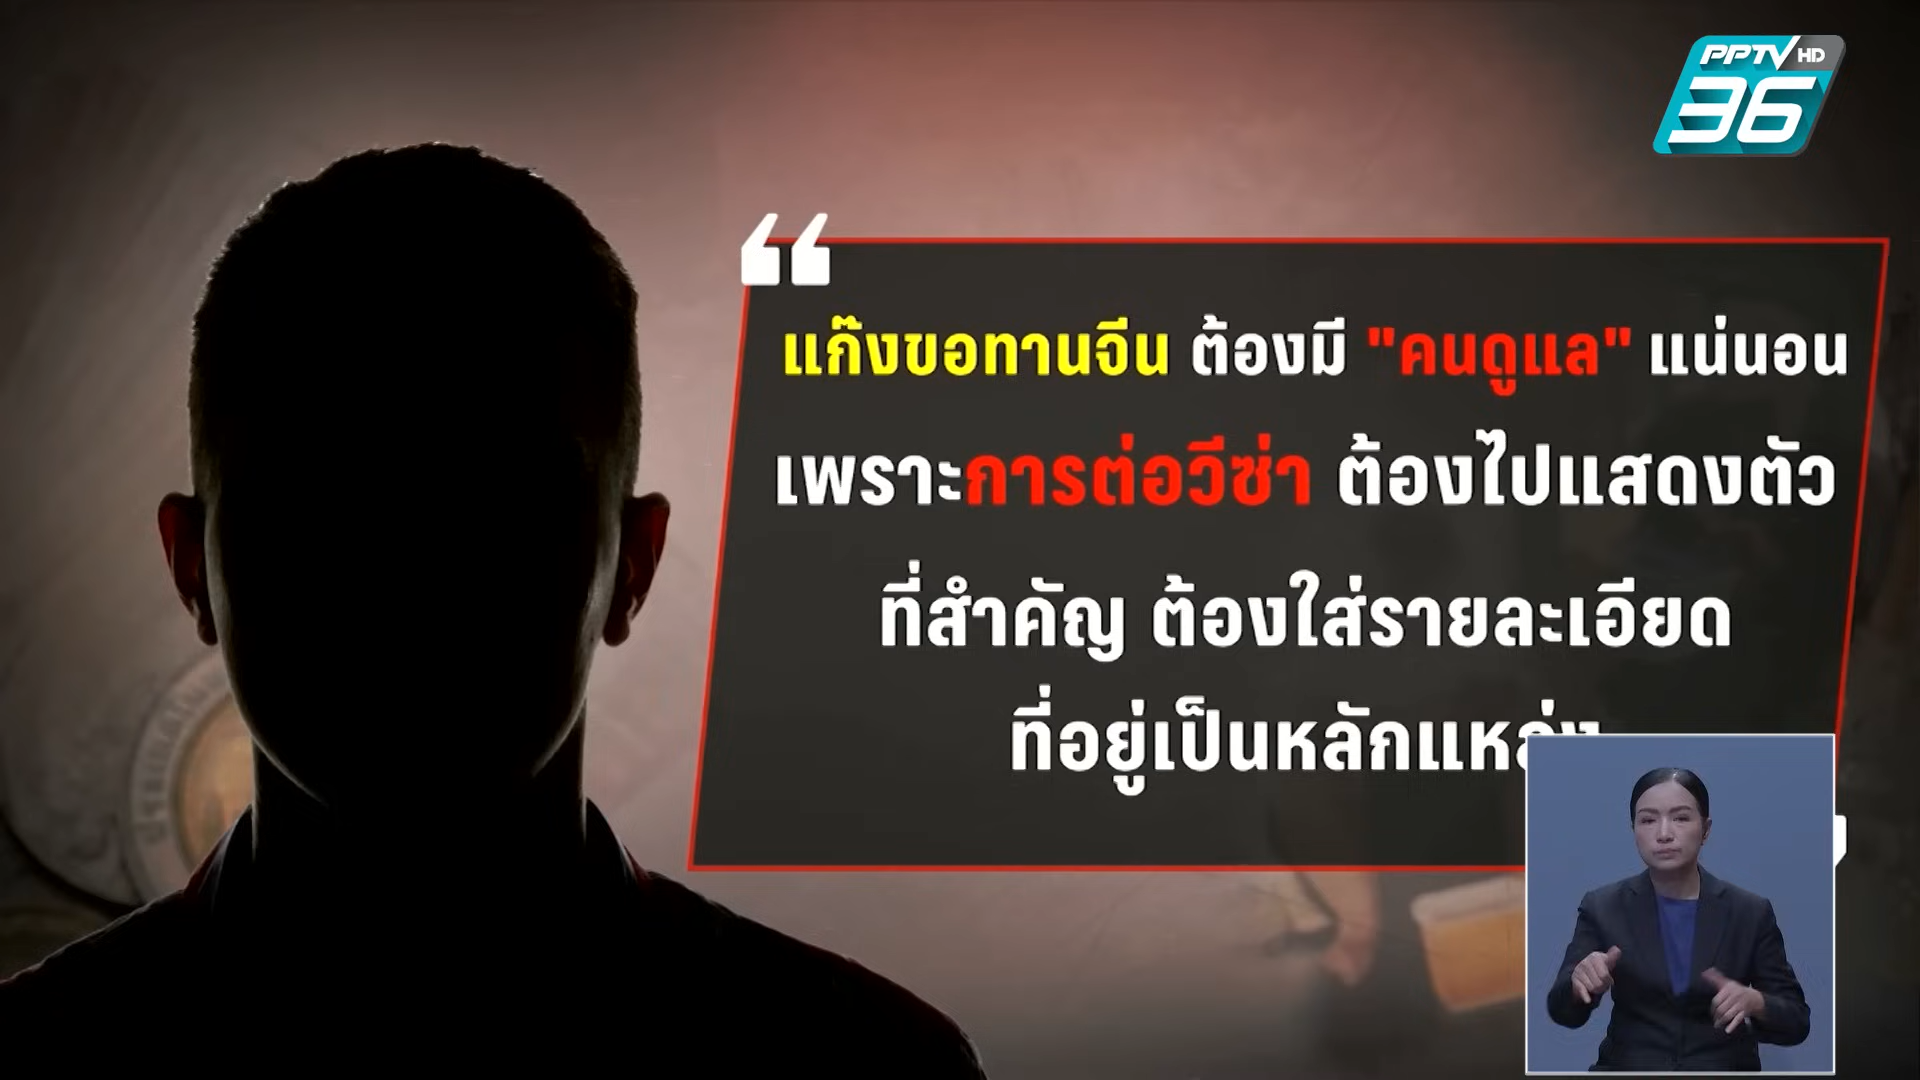 PPTV HD
36
แก๊งขอทานจีน ต้องมี "คนดูแล" แน่นอน
เพราะการต่อวีซ่า ต้องไปแสดงตัว
ที่สำคัญ ต้องใส่รายละเอียด
ที่อยู่เป็นหลักแหล่ง